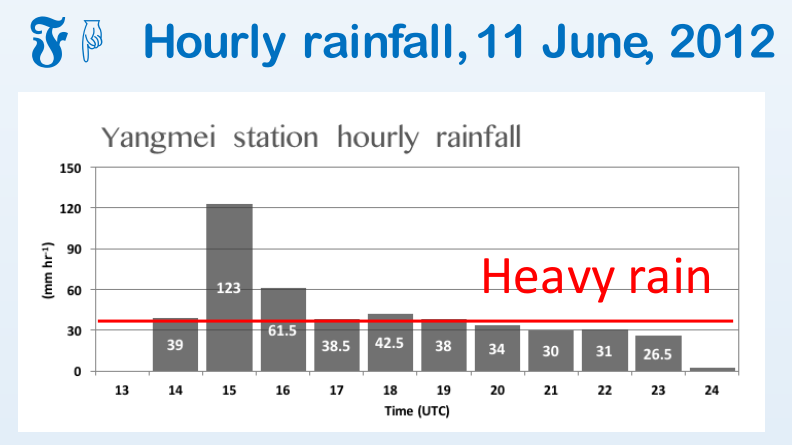 F Hourly rainfall, 11 June, 2012
Yangmei station hourly rainfall
150
120
90
60
30
0
(mm hr⁻¹)
Heavy rain
39
123
61.5
38.5
42.5
38
34
30
31
26.5
13 14 15 16 17 18 19 20 21 22 23 24
Time (UTC)